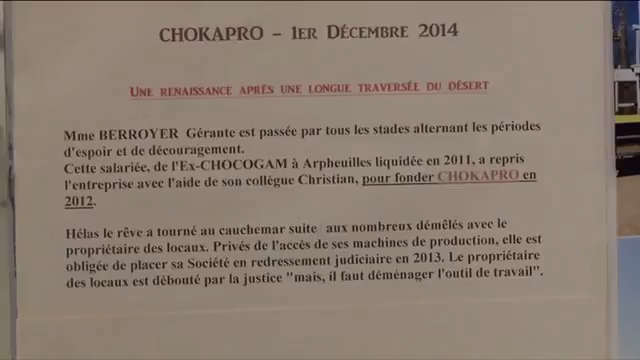 CHOKAPRO – 1ER DÉCEMBRE 2014
UNE RENAISSANCE APRÈS UNE LONGUE TRAVERSÉE DU DÉSERT
Mme BERROYER Gérante est passée par tous les stades alternant les périodes
d'espoir et de découragement.
Cette salariée, de l'Ex-CHOCOGAM à Arpheuilles liquidée en 2011, a repris
l'entreprise avec l'aide de son collègue Christian, pour fonder CHOKAPRO en
2012.
Hélas le rêve a tourné au cauchemar suite aux nombreux démêlés avec le
propriétaire des locaux. Privés de l'accès de ses machines de production, elle est
obligée de placer sa Société en redressement judiciaire en 2013. Le propriétaire
des locaux est débouté par la justice "mais, il faut déménager l'outil de travail".